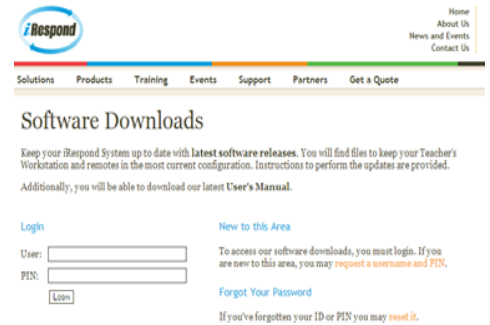 iRespond
Home
About Us
News and Events
Contact Us
Solutions Products Training Events Support Partners Get a Quote
Software Downloads
Keep your iRespond System up to date with latest software releases. You will find files to keep your Teacher's
Workstation and remotes in the most current configuration. Instructions to perform the updates are provided.
Additionally, you will be able to download our latest User's Manual.
Login
User:
PIN:
Login
New to this Area
To access our software downloads, you must login. If you
are new to this area, you may request a username and PIN.
Forgot Your Password
If you've forgotten your ID or PIN you may reset it.